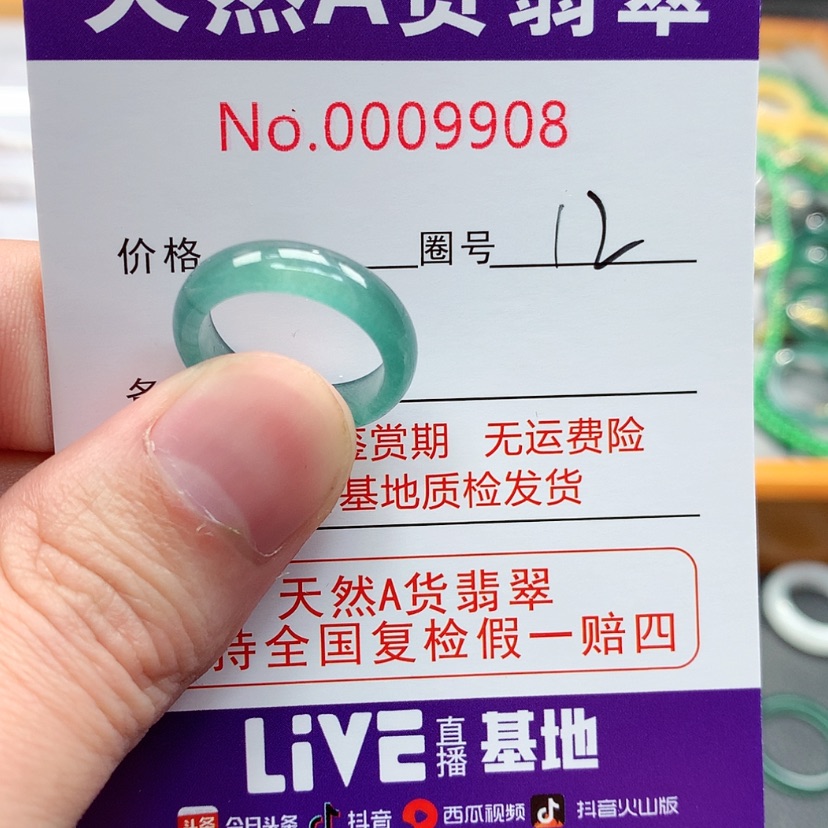 天然A货翡翠
No.0009908
价格 圈号 12
鉴赏期 无运费险
基地质检发货
天然A货翡翠
持全国复检假一赔四
LiVE 直播 基地
头条 今日头条 抖音 西瓜视频 抖音火山版